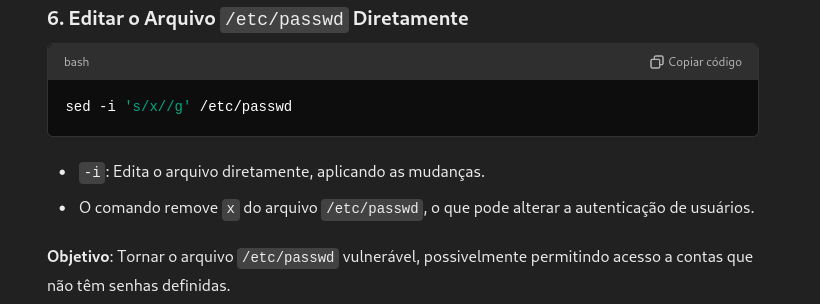 6. Editar o Arquivo /etc/passwd Diretamente
bash
Copiar código
sed -i 's/x//g' /etc/passwd
• -i: Edita o arquivo diretamente, aplicando as mudanças.
• O comando remove x do arquivo /etc/passwd, o que pode alterar a autenticação de usuários.
Objetivo: Tornar o arquivo /etc/passwd vulnerável, possivelmente permitindo acesso a contas que
não têm senhas definidas.